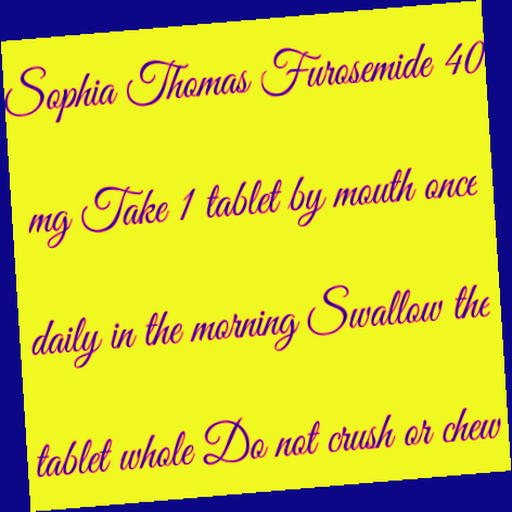 Sophia Thomas Furosemide 40
mg Take 1 tablet by mouth once
daily in the morning Swallow the
tablet whole Do not crush or chew